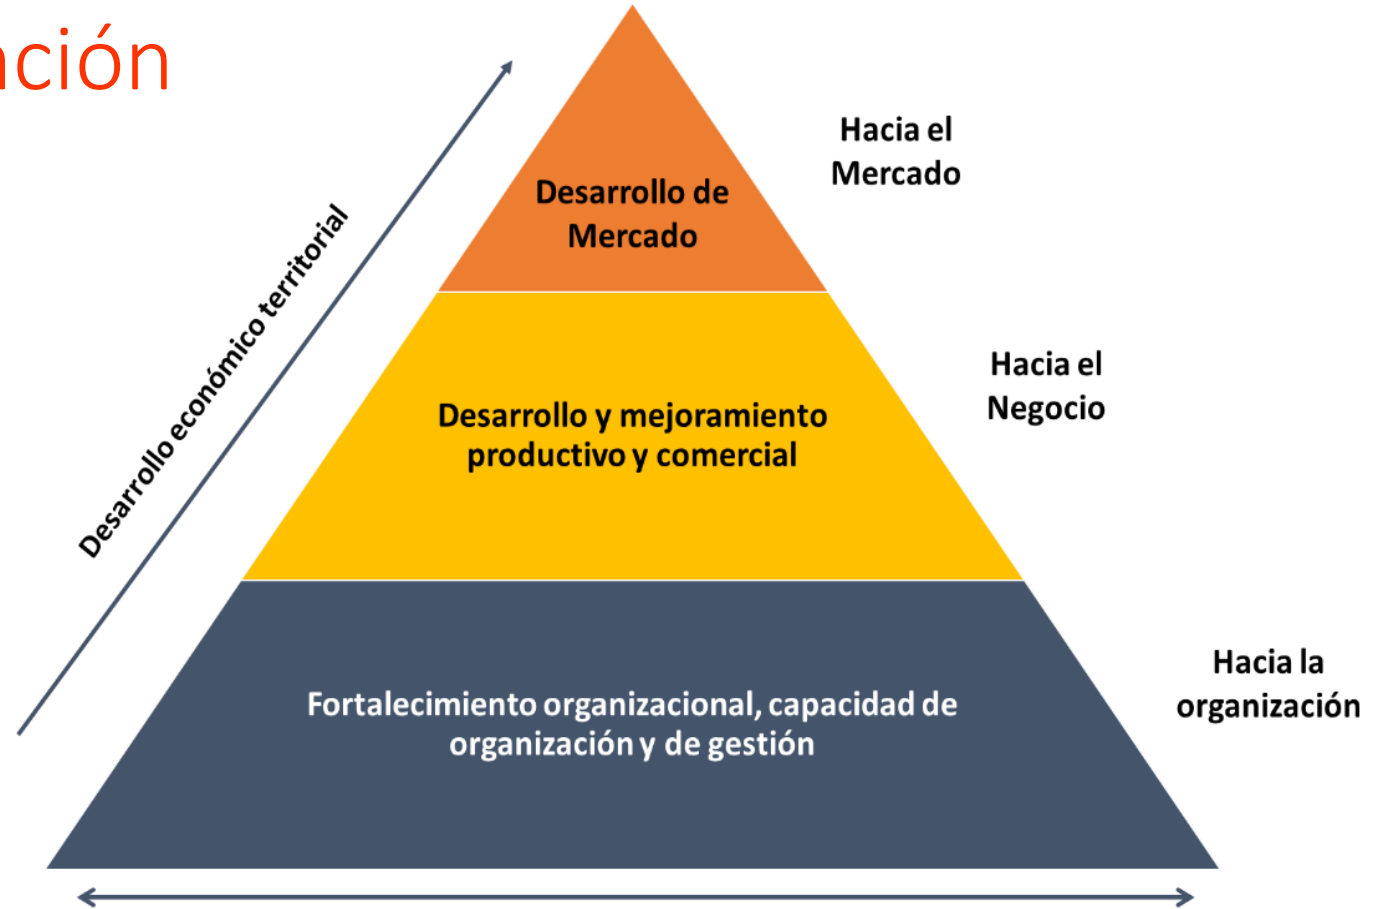 ción
Hacia el
Mercado
Desarrollo de
Mercado
Desarrollo económico territorial
Hacia el
Negocio
Desarrollo y mejoramiento
productivo y comercial
Hacia la
organización
Fortalecimiento organizacional, capacidad de
organización y de gestión